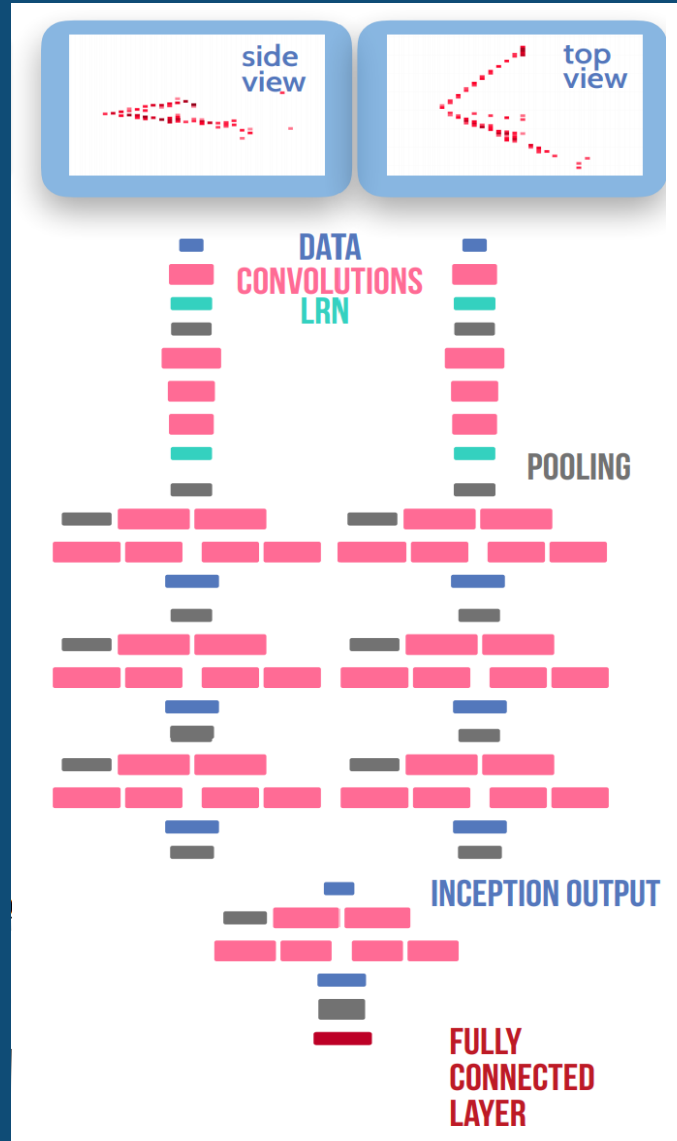 side
view
top
view
DATA
CONVOLUTIONS
LRN
POOLING
INCEPTION OUTPUT
FULLY
CONNECTED
LAYER